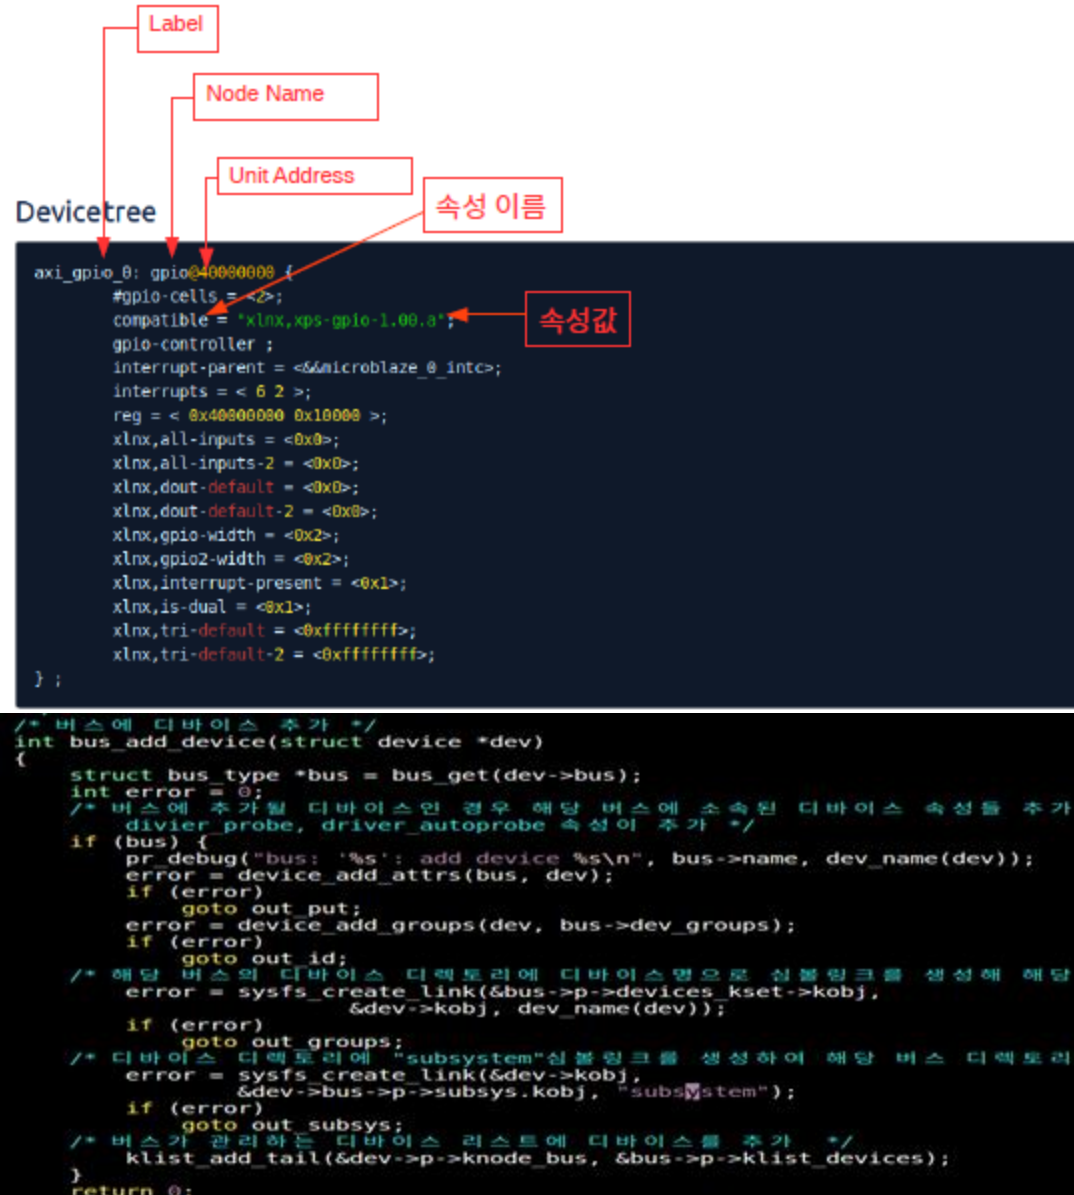 Label
Node Name
Unit Address
속성 이름
Devicetree
axi_gpio_0: gpio@40000000 {
#gpio-cells = <2>;
compatible = "xlnx,xps-gpio-1.00.a";
속성값
gpio-controller ;
interrupt-parent = <&&microblaze_0_intc>;
interrupts = < 6 2 >;
reg = < 0x40000000 0x10000 >;
xlnx,all-inputs = <0x0>;
xlnx,all-inputs-2 = <0x0>;
xlnx,dout-default = <0x0>;
xlnx,dout-default-2 = <0x0>;
xlnx,gpio-width = <0x2>;
xlnx,gpio2-width = <0x2>;
xlnx,interrupt-present = <0x1>;
xlnx,is-dual = <0x1>;
xlnx,tri-default = <0xffffffff>;
xlnx,tri-default-2 = <0xffffffff>;
} ;
/* 버스에 디바이스 추가 */
int bus_add_device(struct device *dev)
{
struct bus_type *bus = bus_get(dev->bus);
int error = 0;
/* 버스에 추가될 디바이스인 경우 해당 버스에 소속된 디바이스 속성들 추가
divier_probe, driver_autoprobe 속성이 추가 */
if (bus) {
pr_debug("bus: '%s': add device %s\n", bus->name, dev_name(dev));
error = device_add_attrs(bus, dev);
if (error)
goto out_put;
error = device_add_groups(dev, bus->dev_groups);
if (error)
goto out_id;
/* 해당 버스의 디바이스 디렉토리에 디바이스명으로 심볼링크를 생성해 해당
error = sysfs_create_link(&bus->p->devices_kset->kobj,
&dev->kobj, dev_name(dev));
if (error)
goto out_groups;
/* 디바이스 디렉토리에 "subsystem"심볼링크를 생성하여 해당 버스 디렉토리
error = sysfs_create_link(&dev->kobj,
&dev->bus->p->subsys.kobj, "subsystem");
if (error)
goto out_subsys;
/* 버스가 관리하는 디바이스 리스트에 디바이스를 추가 */
klist_add_tail(&dev->p->knode_bus, &bus->p->klist_devices);
}
return 0;